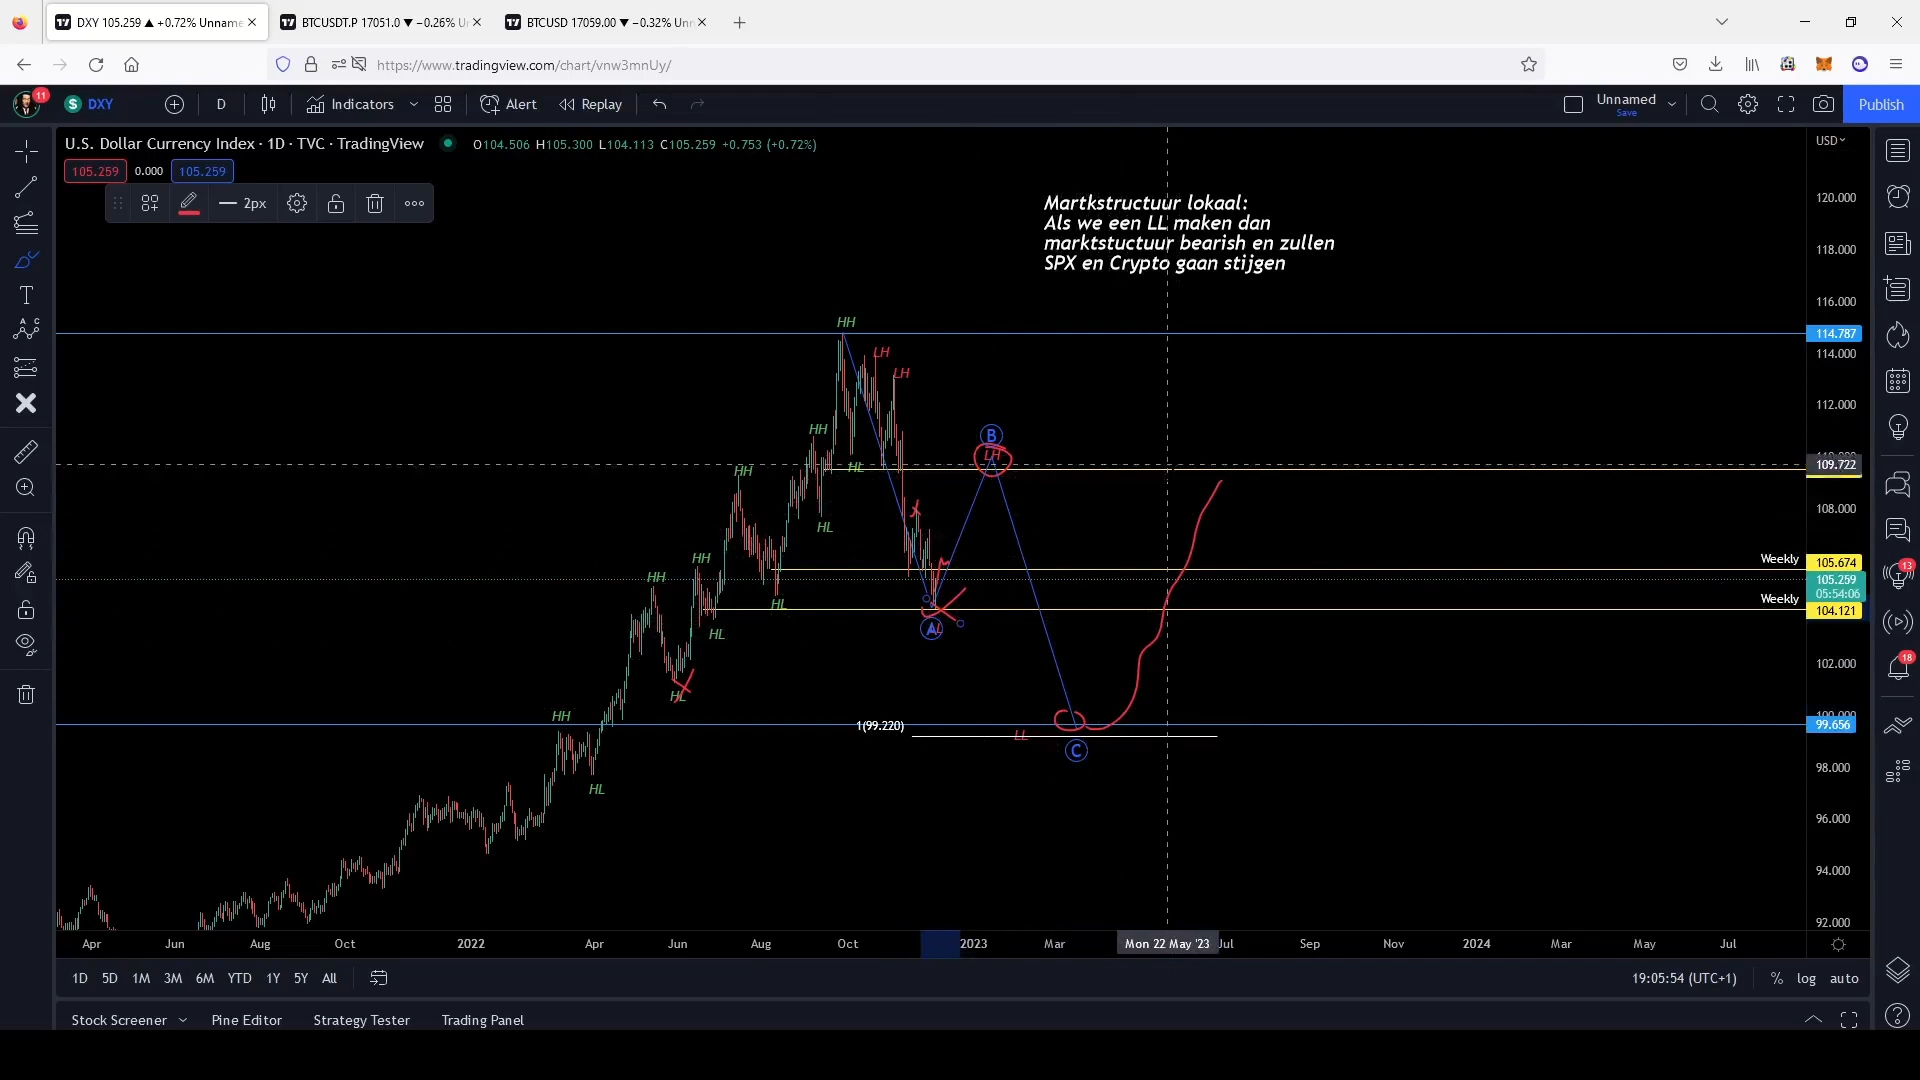 DXY 105.259 ▲ +0.72% Unname
BTCUSDT.P 17051.0 ▼ −0.26% Ur
BTCUSD 17059.00 ▼ −0.32% Unr
https://www.tradingview.com/chart/vnw3mnUy/
11
S DXY
D
Indicators
Alert
Replay
Unnamed
Save
Publish
U.S. Dollar Currency Index · 1D · TVC · TradingView
O104.506 H105.300 L104.113 C105.259 +0.753 (+0.72%)
USD
105.259 0.000 105.259
2px
Martkstructuur lokaal:
Als we een LL maken dan
marktstuctuur bearish en zullen
SPX en Crypto gaan stijgen
120.000
118.000
116.000
HH
114.787
LH
114.000
LH
112.000
HH
B
LH
HH
HL
109.722
108.000
HL
HH
Weekly
105.674
HH
105.259
05:54:06
HL
Weekly
104.121
HL
A
102.000
HL
HH
1(99.220)
100.000
99.656
LL
C
98.000
HL
96.000
94.000
92.000
Apr Jun Aug Oct 2022 Apr Jun Aug Oct 2023 Mar Mon 22 May '23 Jul Sep Nov 2024 Mar May Jul
1D 5D 1M 3M 6M YTD 1Y 5Y All
19:05:54 (UTC+1)
% log auto
Stock Screener
Pine Editor
Strategy Tester
Trading Panel
13
18